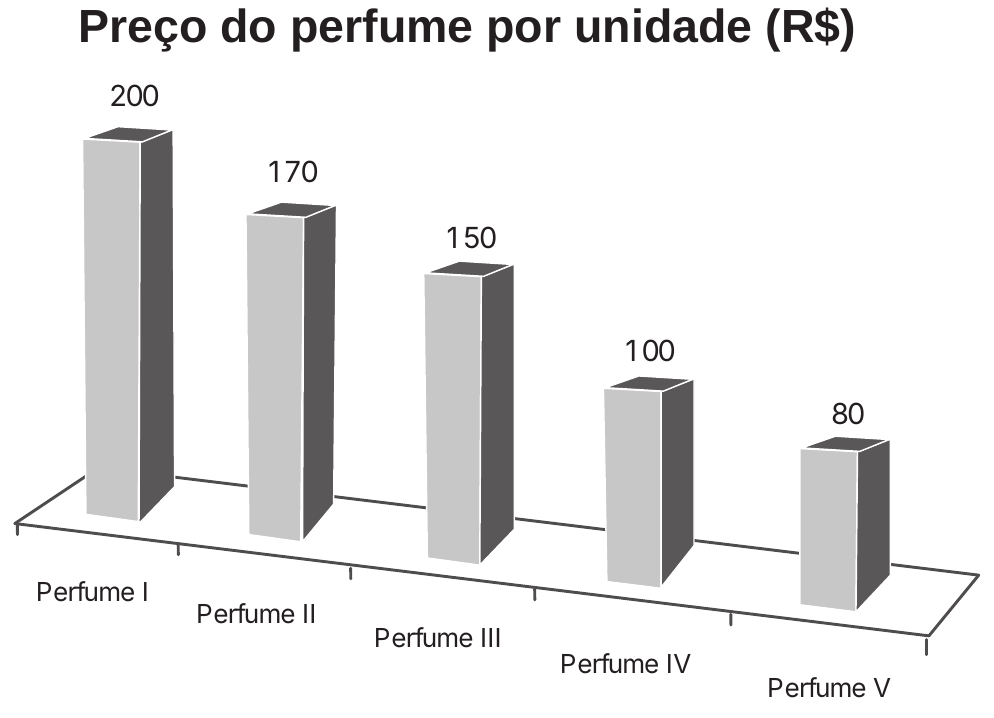 Preço do perfume por unidade (R$)
200
170
150
100
80
Perfume I
Perfume II
Perfume III
Perfume IV
Perfume V